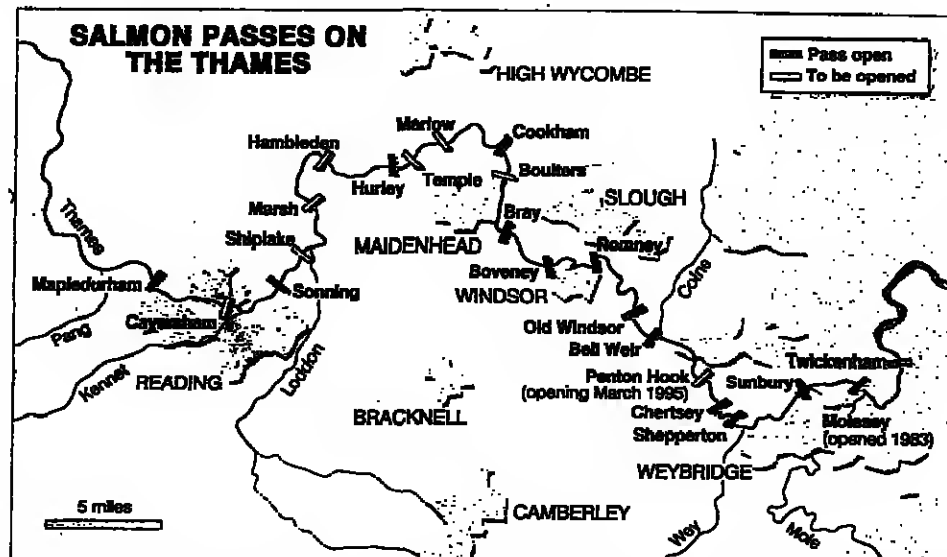 SALMON PASSES ON
THE THAMES
Pass open
To be opened
HIGH WYCOMBE
Marlow
Cookham
Hambleden
Boulters
Hurley
Temple
SLOUGH
Marsh
Bray
Thames
Shiplake
MAIDENHEAD
Romney
Mapledurham
Sonning
Boveney
WINDSOR
Colne
Caversham
Pang
Old Windsor
Bell Weir
Kennet
READING
Loddon
Penton Hook
(opening March 1995)
Sunbury
Twickenham
BRACKNELL
Chertsey
Shepperton
Molesey
(opened 1983)
WEYBRIDGE
5 miles
CAMBERLEY
Wey
Mole